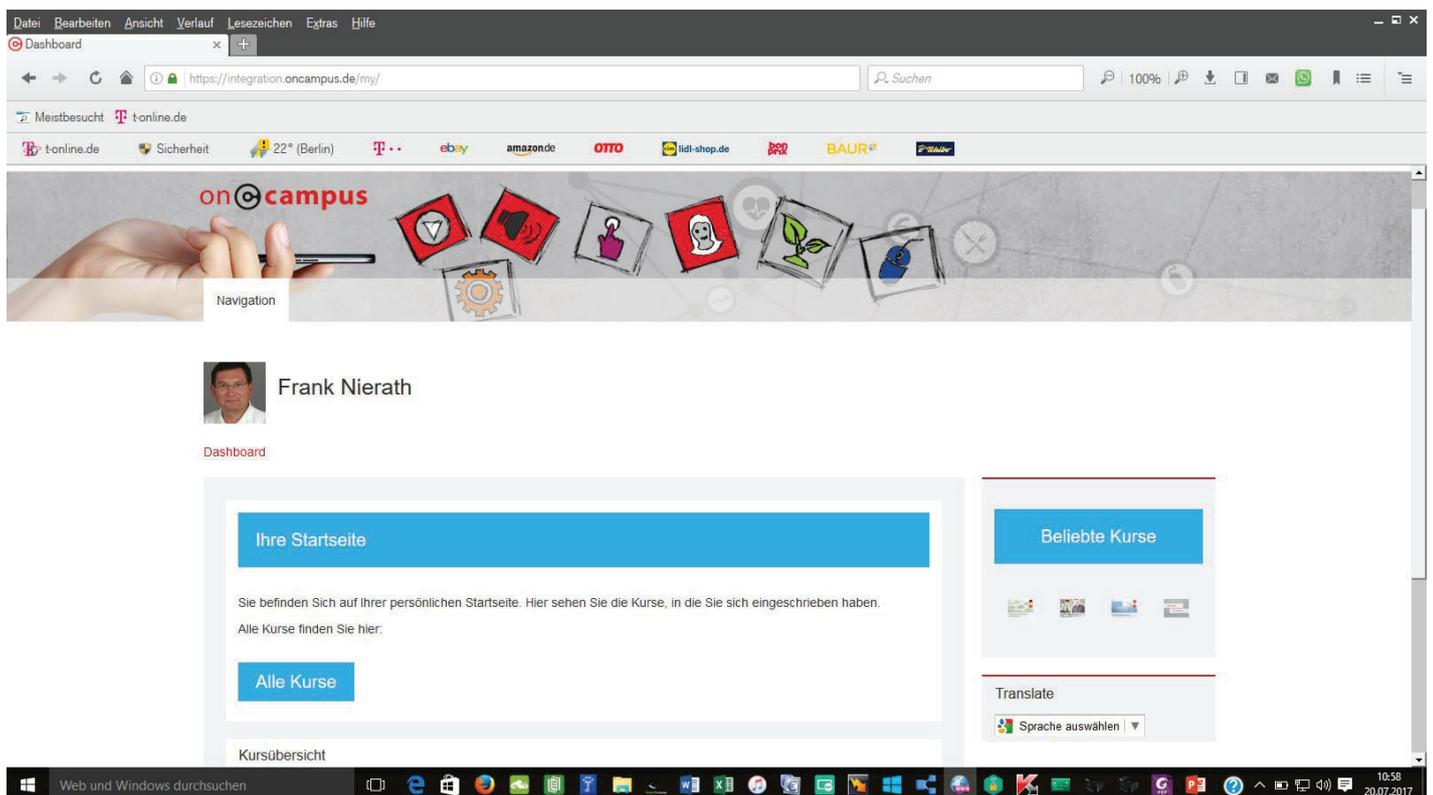 Datei Bearbeiten Ansicht Verlauf Lesezeichen Extras Hilfe
Dashboard
https://integration.oncampus.de/my/
Suchen
100%
Meistbesucht t-online.de
t-online.de Sicherheit 22° (Berlin) T ebay amazon.de OTTO lidl-shop.de bon prix BAUR Tchibo
oncampus
Navigation
Frank Nierath
Dashboard
Ihre Startseite
Beliebte Kurse
Sie befinden Sich auf Ihrer persönlichen Startseite. Hier sehen Sie die Kurse, in die Sie sich eingeschrieben haben.
Alle Kurse finden Sie hier:
Alle Kurse
Translate
Sprache auswählen
Kursübersicht
Web und Windows durchsuchen
10:58
20.07.2017